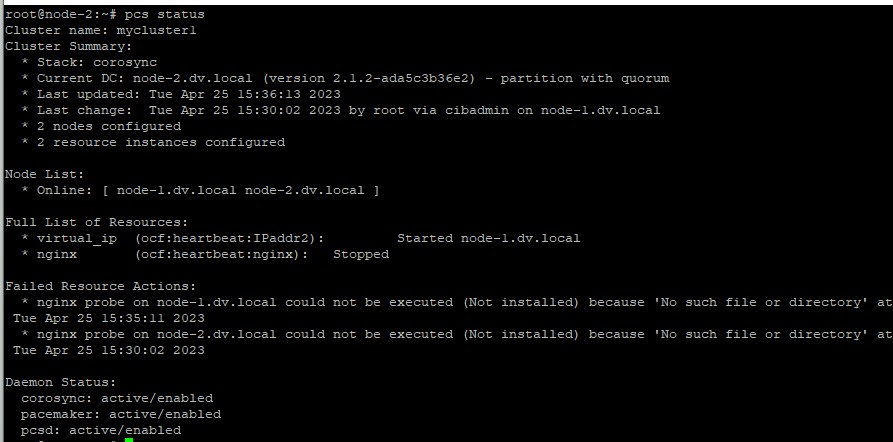 root@node-2:~# pcs status
Cluster name: mycluster1
Cluster Summary:
  * Stack: corosync
  * Current DC: node-2.dv.local (version 2.1.2-ada5c3b36e2) - partition with quorum
  * Last updated: Tue Apr 25 15:36:13 2023
  * Last change:  Tue Apr 25 15:30:02 2023 by root via cibadmin on node-1.dv.local
  * 2 nodes configured
  * 2 resource instances configured

Node List:
  * Online: [ node-1.dv.local node-2.dv.local ]

Full List of Resources:
  * virtual_ip  (ocf:heartbeat:IPaddr2):         Started node-1.dv.local
  * nginx       (ocf:heartbeat:nginx):   Stopped

Failed Resource Actions:
  * nginx probe on node-1.dv.local could not be executed (Not installed) because 'No such file or directory' at
 Tue Apr 25 15:35:11 2023
  * nginx probe on node-2.dv.local could not be executed (Not installed) because 'No such file or directory' at
 Tue Apr 25 15:30:02 2023

Daemon Status:
  corosync: active/enabled
  pacemaker: active/enabled
  pcsd: active/enabled